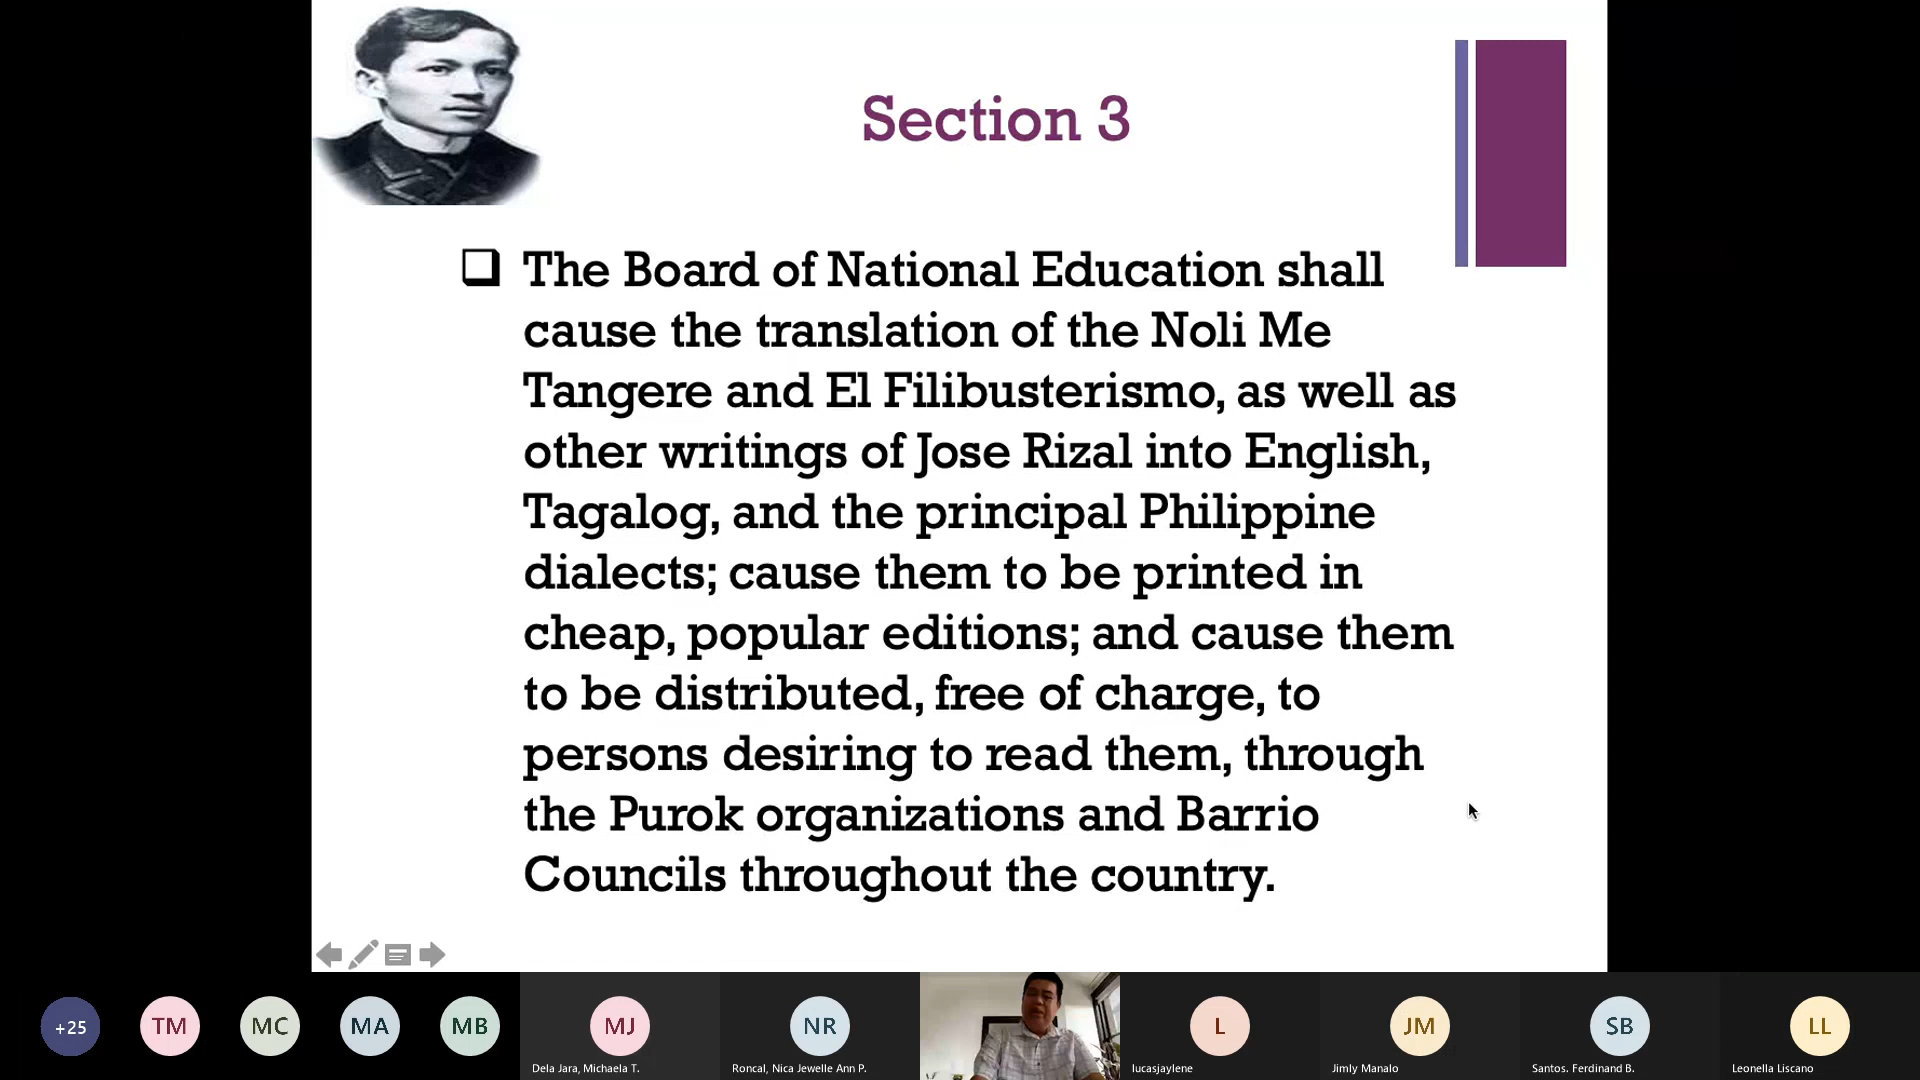 Section 3
The Board of National Education shall
cause the translation of the Noli Me
Tangere and El Filibusterismo, as well as
other writings of Jose Rizal into English,
Tagalog, and the principal Philippine
dialects; cause them to be printed in
cheap, popular editions; and cause them
to be distributed, free of charge, to
persons desiring to read them, through
the Purok organizations and Barrio
Councils throughout the country.
+25
TM
MC
MA
MB
MJ
NR
L
JM
SB
LL
Dela Jara, Michaela T.
Roncal, Nica Jewelle Ann P.
lucasjaylene
Jimly Manalo
Santos. Ferdinand B.
Leonella Liscano